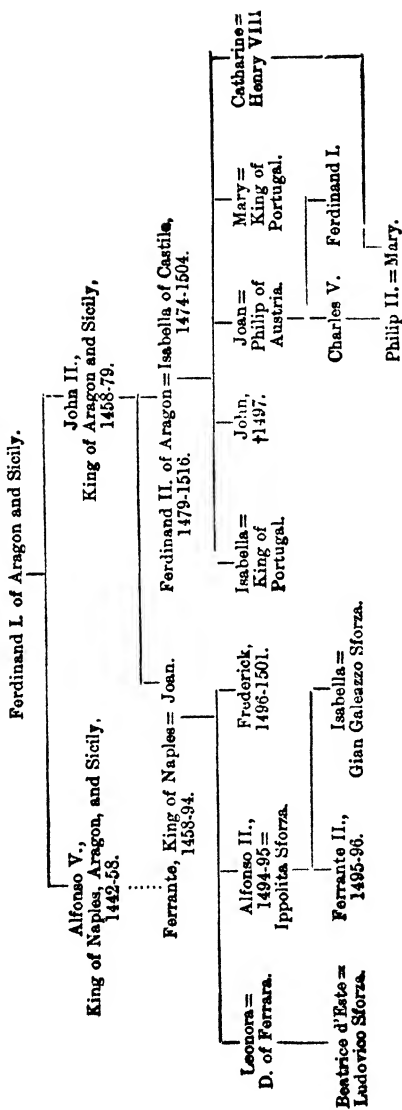 Ferdinand I. of Aragon and Sicily.
Alfonso V.,
King of Naples, Aragon, and Sicily,
1442-58.
John II.,
King of Aragon and Sicily,
1458-79.
Ferrante, King of Naples = Joan.
1458-94.
Ferdinand II. of Aragon = Isabella of Castile,
1479-1516. 1474-1504.
Leonora =
D. of Ferrara.
Alfonso II.,
1494-95 =
Ippolita Sforza.
Frederick,
1496-1501.
Isabella =
King of
Portugal.
John,
†1497.
Joan =
Philip of
Austria.
Mary =
King of
Portugal.
Catharine =
Henry VIII
Beatrice d'Este =
Ludovico Sforza.
Ferrante II.,
1495-96.
Isabella =
Gian Galeazzo Sforza.
Charles V.
Ferdinand I.
Philip II. = Mary.